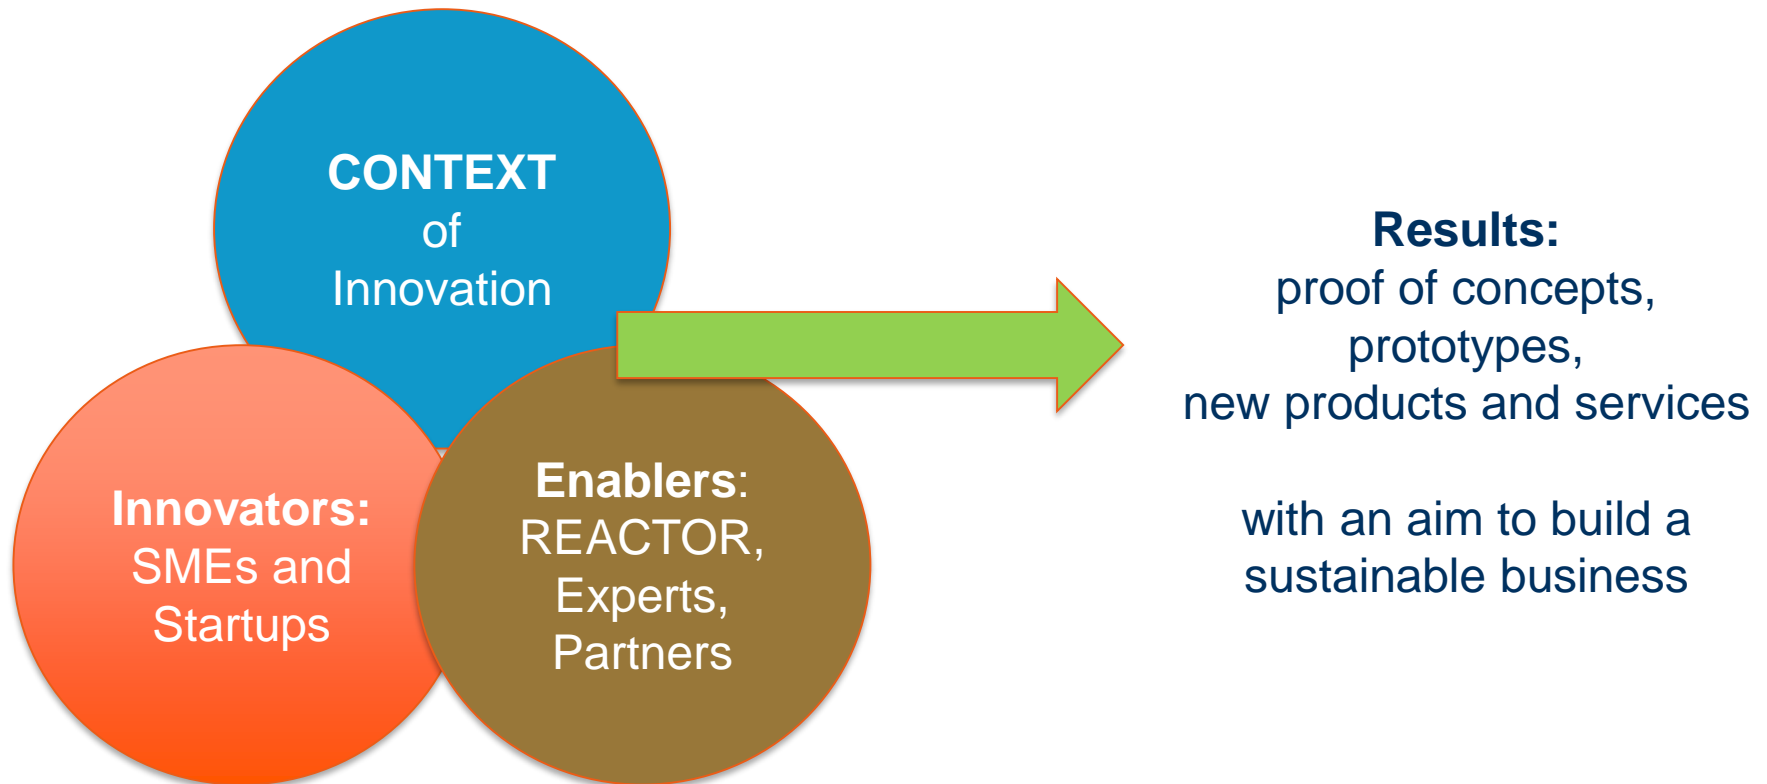 CONTEXT
of
Innovation
Innovators:
SMEs and
Startups
Enablers:
REACTOR,
Experts,
Partners
Results:
proof of concepts,
prototypes,
new products and services
with an aim to build a
sustainable business